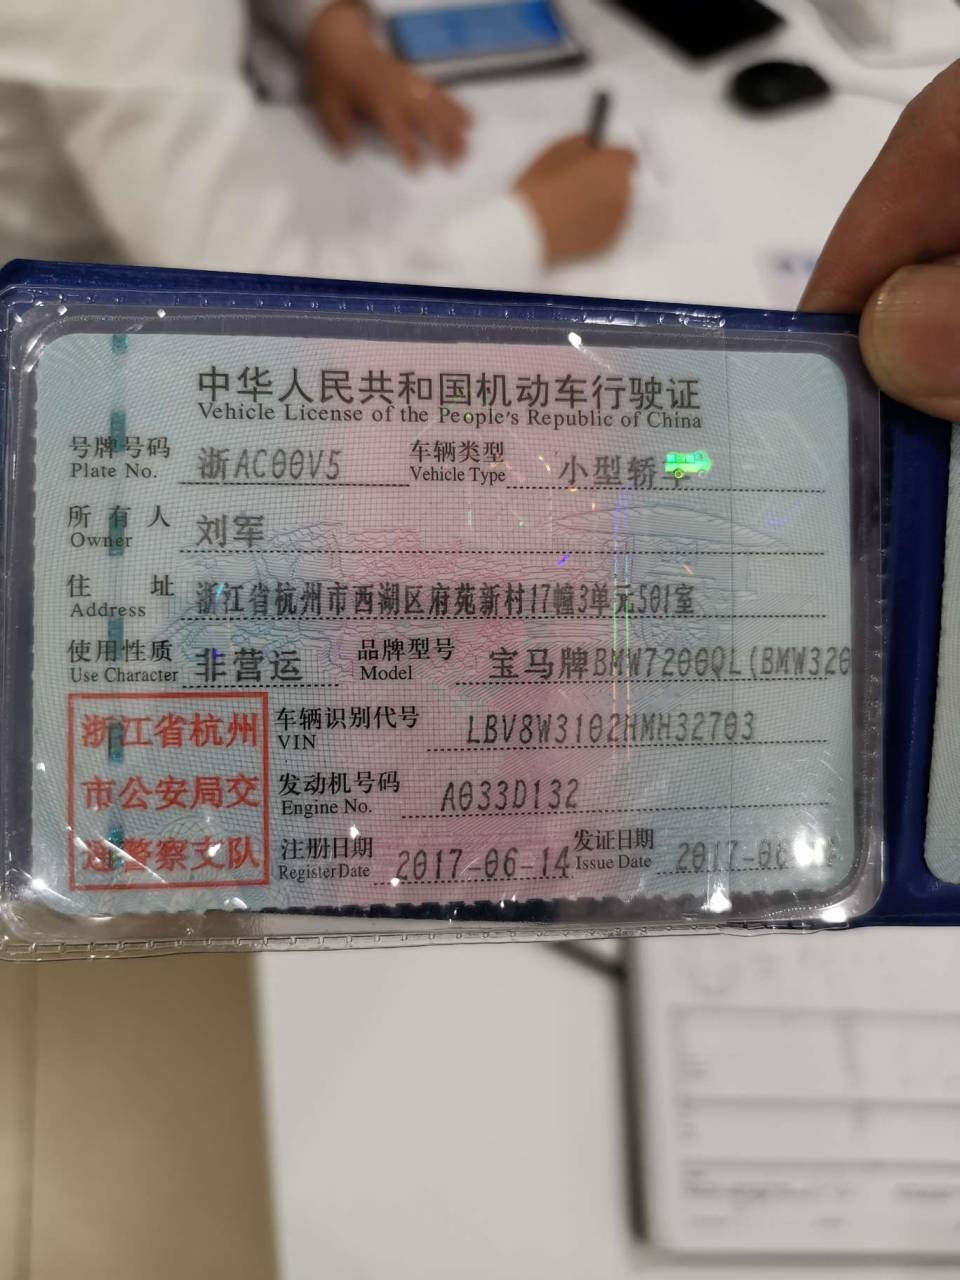 中华人民共和国机动车行驶证
Vehicle License of the People's Republic of China
号牌号码 浙AC00V5 车辆类型 小型轿车
Plate No. Vehicle Type
所有人 刘军
Owner
住址 浙江省杭州市西湖区府苑新村17幢3单元501室
Address
使用性质 非营运 品牌型号 宝马牌BMW7200QL(BMW320
Use Character Model
浙江省杭州
市公安局交
通警察支队
车辆识别代号 LBV8W3102HMH32703
VIN
发动机号码 A033D132
Engine No.
注册日期 2017-06-14 发证日期 2017-06
Register Date Issue Date